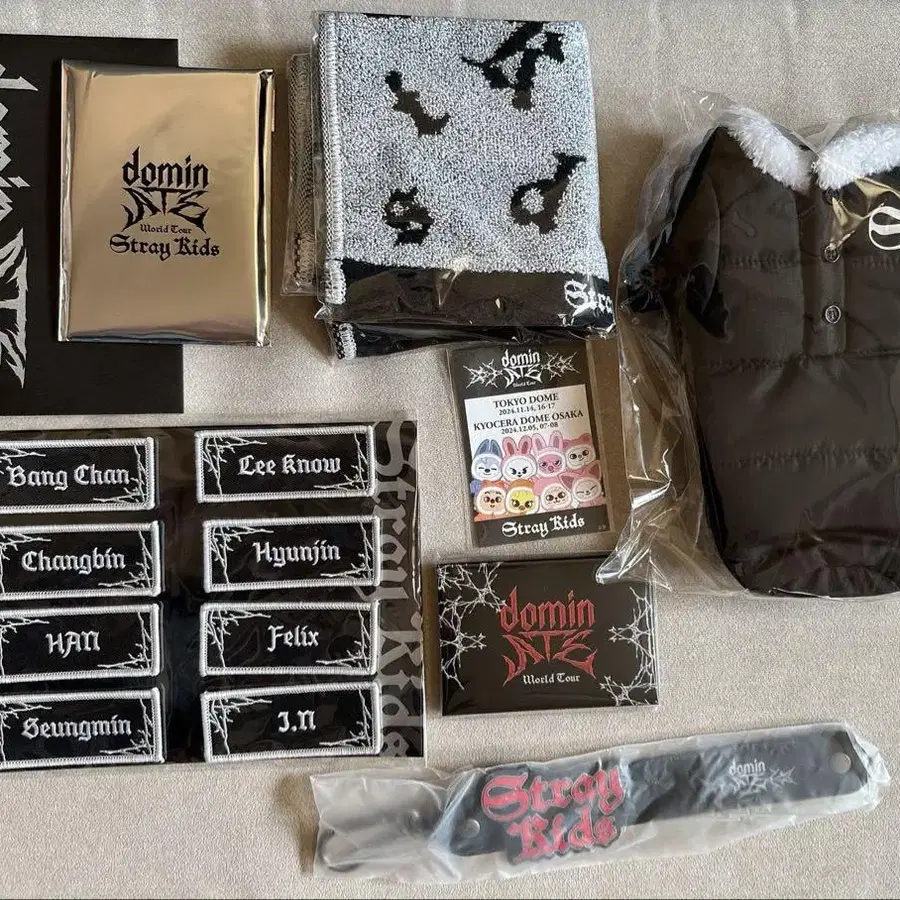 domin
ATE
domin
ATE
World Tour
Stray Kids
domin
ATE
World Tour
TOKYO DOME
2024.11.14, 16-17
KYOCERA DOME OSAKA
2024.12.05, 07-08
Stray Kids
Bang Chan
Lee Know
Changbin
Hyunjin
HAN
Felix
Seungmin
I.N
Stray Kids
domin
ATE
World Tour
Stray
Kids
domin
ATE